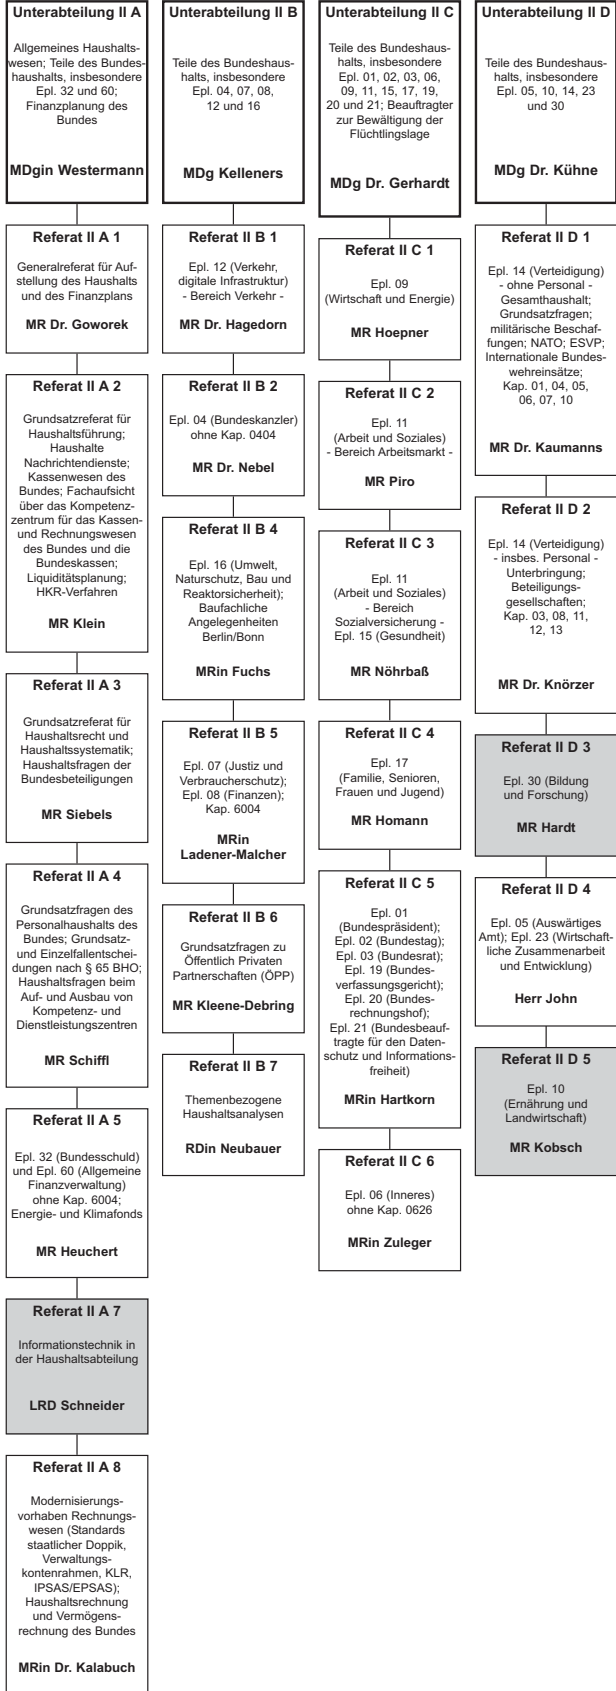 Unterabteilung II A
Allgemeines Haushalts-
wesen; Teile des Bundes-
haushalts, insbesondere
Epl. 32 und 60;
Finanzplanung des
Bundes
MDgin Westermann
Referat II A 1
Generalreferat für Auf-
stellung des Haushalts
und des Finanzplans
MR Dr. Goworek
Referat II A 2
Grundsatzreferat für
Haushaltsführung;
Haushalte
Nachrichtendienste;
Kassenwesen des
Bundes; Fachaufsicht
über das Kompetenz-
zentrum für das Kassen-
und Rechnungswesen
des Bundes und die
Bundeskassen;
Liquiditätsplanung;
HKR-Verfahren
MR Klein
Referat II A 3
Grundsatzreferat für
Haushaltsrecht und
Haushaltssystematik;
Haushaltsfragen der
Bundesbeteiligungen
MR Siebels
Referat II A 4
Grundsatzfragen des
Personalhaushalts des
Bundes; Grundsatz-
und Einzelfallentschei-
dungen nach § 65 BHO;
Haushaltsfragen beim
Auf- und Ausbau von
Kompetenz- und
Dienstleistungszentren
MR Schiffl
Referat II A 5
Epl. 32 (Bundesschuld)
und Epl. 60 (Allgemeine
Finanzverwaltung)
ohne Kap. 6004;
Energie- und Klimafonds
MR Heuchert
Referat II A 7
Informationstechnik in
der Haushaltsabteilung
LRD Schneider
Referat II A 8
Modernisierungs-
vorhaben Rechnungs-
wesen (Standards
staatlicher Doppik,
Verwaltungs-
kontenrahmen, KLR,
IPSAS/EPSAS);
Haushaltsrechnung
und Vermögens-
rechnung des Bundes
MRin Dr. Kalabuch
Unterabteilung II B
Teile des Bundeshaus-
halts, insbesondere
Epl. 04, 07, 08,
12 und 16
MDg Kelleners
Referat II B 1
Epl. 12 (Verkehr,
digitale Infrastruktur)
- Bereich Verkehr -
MR Dr. Hagedorn
Referat II B 2
Epl. 04 (Bundeskanzler)
ohne Kap. 0404
MR Dr. Nebel
Referat II B 4
Epl. 16 (Umwelt,
Naturschutz, Bau und
Reaktorsicherheit);
Baufachliche
Angelegenheiten
Berlin/Bonn
MRin Fuchs
Referat II B 5
Epl. 07 (Justiz und
Verbraucherschutz);
Epl. 08 (Finanzen);
Kap. 6004
MRin
Ladener-Malcher
Referat II B 6
Grundsatzfragen zu
Öffentlich Privaten
Partnerschaften (ÖPP)
MR Kleene-Debring
Referat II B 7
Themenbezogene
Haushaltsanalysen
RDin Neubauer
Unterabteilung II C
Teile des Bundeshaus-
halts, insbesondere
Epl. 01, 02, 03, 06,
09, 11, 15, 17, 19,
20 und 21; Beauftragter
zur Bewältigung der
Flüchtlingslage
MDg Dr. Gerhardt
Referat II C 1
Epl. 09
(Wirtschaft und Energie)
MR Hoepner
Referat II C 2
Epl. 11
(Arbeit und Soziales)
- Bereich Arbeitsmarkt -
MR Piro
Referat II C 3
Epl. 11
(Arbeit und Soziales)
- Bereich
Sozialversicherung -
Epl. 15 (Gesundheit)
MR Nöhrbaß
Referat II C 4
Epl. 17
(Familie, Senioren,
Frauen und Jugend)
MR Homann
Referat II C 5
Epl. 01
(Bundespräsident);
Epl. 02 (Bundestag);
Epl. 03 (Bundesrat);
Epl. 19 (Bundes-
verfassungsgericht);
Epl. 20 (Bundes-
rechnungshof);
Epl. 21 (Bundesbeauf-
tragte für den Daten-
schutz und Informations-
freiheit)
MRin Hartkorn
Referat II C 6
Epl. 06 (Inneres)
ohne Kap. 0626
MRin Zuleger
Unterabteilung II D
Teile des Bundeshaus-
halts, insbesondere
Epl. 05, 10, 14, 23
und 30
MDg Dr. Kühne
Referat II D 1
Epl. 14 (Verteidigung)
- ohne Personal -
Gesamthaushalt;
Grundsatzfragen;
militärische Beschaf-
fungen; NATO; ESVP;
Internationale Bundes-
wehreinsätze;
Kap. 01, 04, 05,
06, 07, 10
MR Dr. Kaumanns
Referat II D 2
Epl. 14 (Verteidigung)
- insbes. Personal -
Unterbringung;
Beteiligungs-
gesellschaften;
Kap. 03, 08, 11,
12, 13
MR Dr. Knörzer
Referat II D 3
Epl. 30 (Bildung
und Forschung)
MR Hardt
Referat II D 4
Epl. 05 (Auswärtiges
Amt); Epl. 23 (Wirtschaft-
liche Zusammenarbeit
und Entwicklung)
Herr John
Referat II D 5
Epl. 10
(Ernährung und
Landwirtschaft)
MR Kobsch